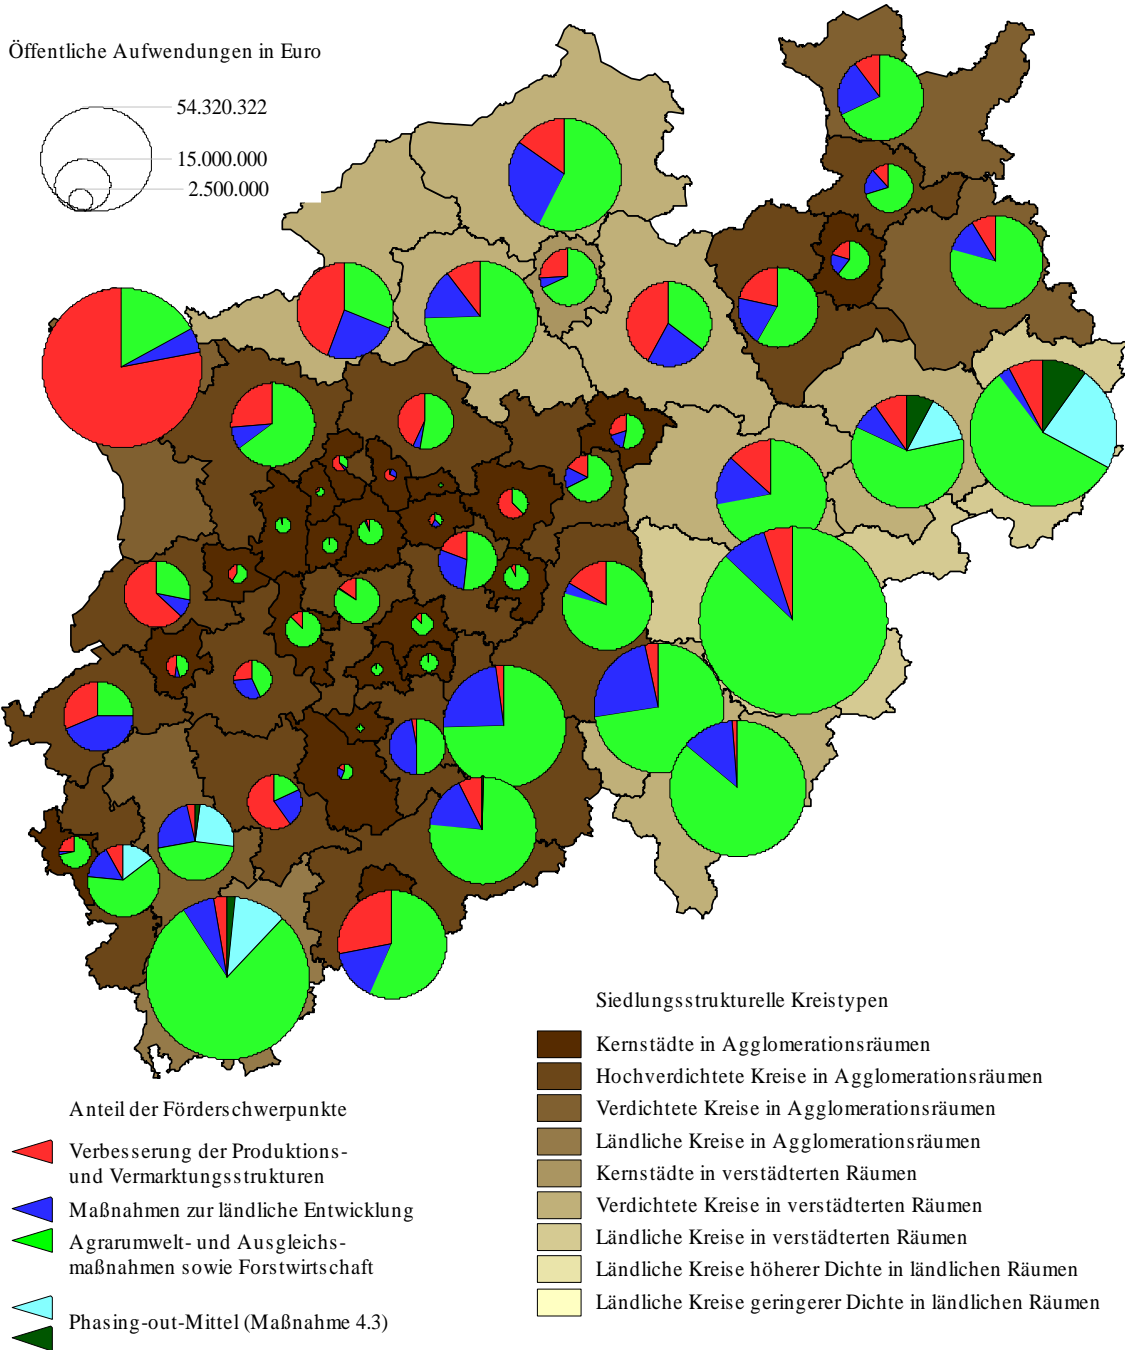 Öffentliche Aufwendungen in Euro
54.320.322
15.000.000
2.500.000
Siedlungsstrukturelle Kreistypen
Kernstädte in Agglomerationsräumen
Hochverdichtete Kreise in Agglomerationsräumen
Verdichtete Kreise in Agglomerationsräumen
Ländliche Kreise in Agglomerationsräumen
Kernstädte in verstädterten Räumen
Verdichtete Kreise in verstädterten Räumen
Ländliche Kreise in verstädterten Räumen
Ländliche Kreise höherer Dichte in ländlichen Räumen
Ländliche Kreise geringerer Dichte in ländlichen Räumen
Anteil der Förderschwerpunkte
Verbesserung der Produktions-
und Vermarktungsstrukturen
Maßnahmen zur ländliche Entwicklung
Agrarumwelt- und Ausgleichs-
maßnahmen sowie Forstwirtschaft
Phasing-out-Mittel (Maßnahme 4.3)